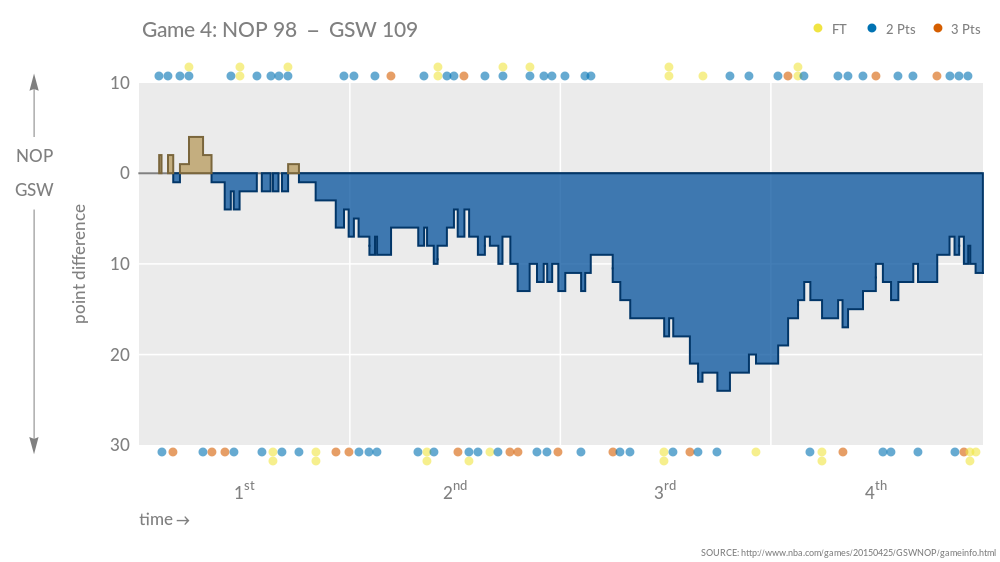 Game 4: NOP 98 – GSW 109
FT 2 Pts 3 Pts
10
NOP
0
GSW
point difference
10
20
30
1st 2nd 3rd 4th
time→
SOURCE: http://www.nba.com/games/20150425/GSWNOP/gameinfo.html